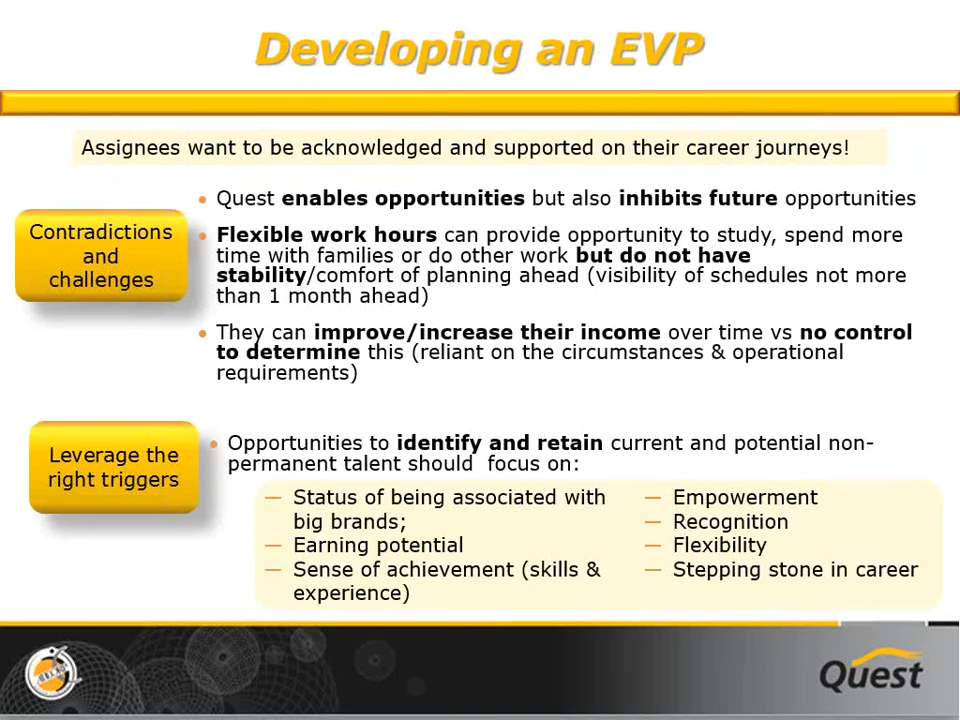 Developing an EVP
Assignees want to be acknowledged and supported on their career journeys!
Contradictions
and
challenges
• Quest enables opportunities but also inhibits future opportunities
• Flexible work hours can provide opportunity to study, spend more
time with families or do other work but do not have
stability/comfort of planning ahead (visibility of schedules not more
than 1 month ahead)
• They can improve/increase their income over time vs no control
to determine this (reliant on the circumstances & operational
requirements)
Leverage the
right triggers
• Opportunities to identify and retain current and potential non-
permanent talent should  focus on:
— Status of being associated with
big brands;
— Earning potential
— Sense of achievement (skills &
experience)
— Empowerment
— Recognition
— Flexibility
— Stepping stone in career
Quest